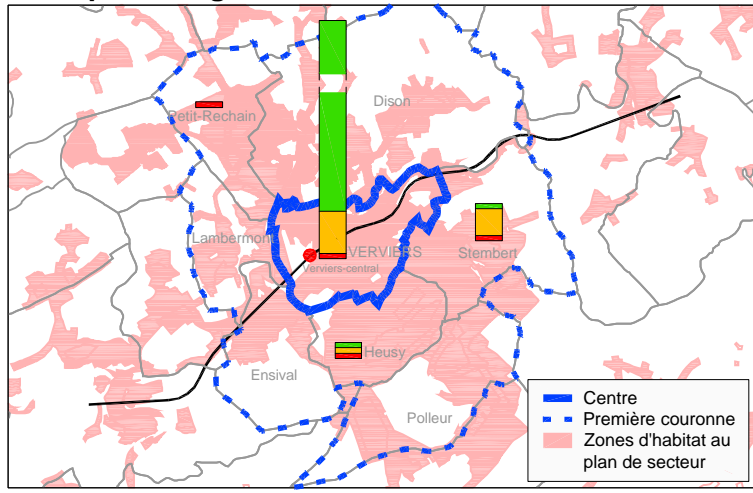 Dison
Petit-Rechain
Lambermont
VERVIERS
Verviers-central
Stembert
Heusy
Ensival
Polleur
Centre
Première couronne
Zones d'habitat au
plan de secteur